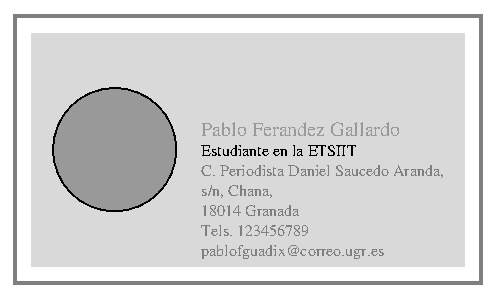 Pablo Ferandez Gallardo
Estudiante en la ETSIIT
C. Periodista Daniel Saucedo Aranda,
s/n, Chana,
18014 Granada
Tels. 123456789
pablofguadix@correo.ugr.es